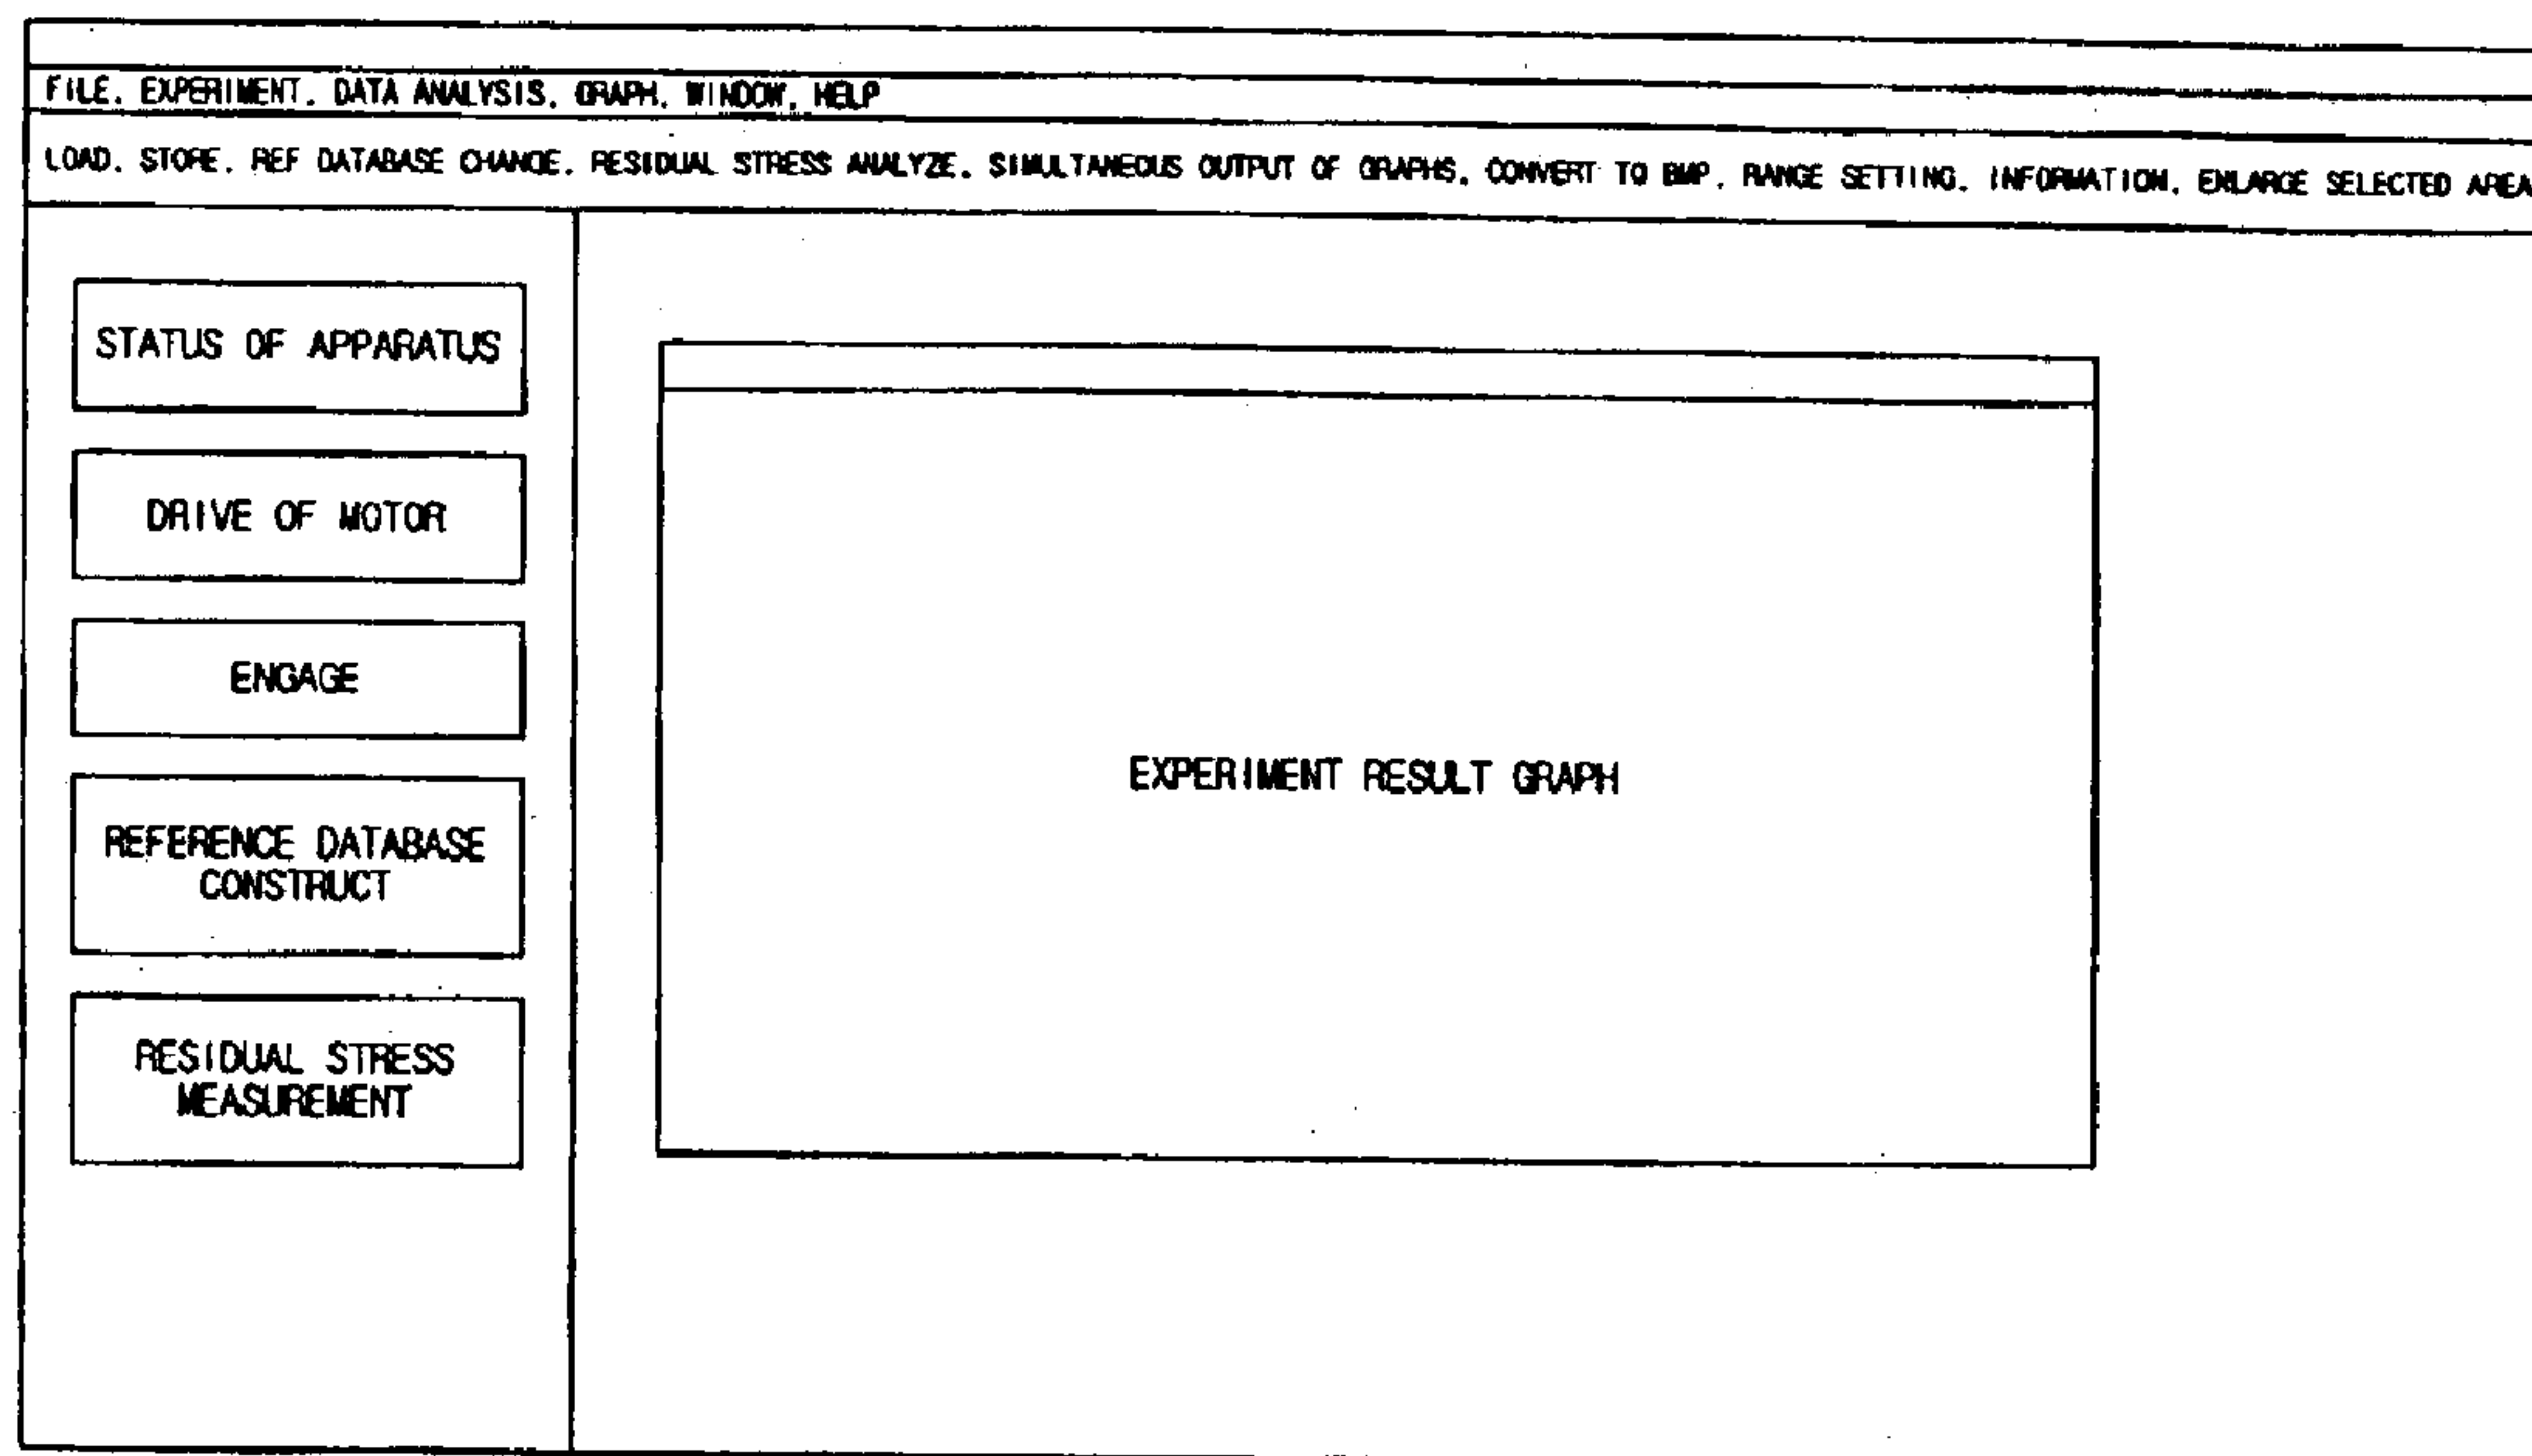 FILE. EXPERIMENT. DATA ANALYSIS. GRAPH. WINDOW. HELP
LOAD. STORE. REF DATABASE CHANGE. RESIDUAL STRESS ANALYZE. SIMULTANEOUS OUTPUT OF GRAPHS. CONVERT TO BMP. RANGE SETTING. INFORMATION. ENLARGE SELECTED AREA
STATUS OF APPARATUS
DRIVE OF MOTOR
ENGAGE
REFERENCE DATABASE
CONSTRUCT
RESIDUAL STRESS
MEASUREMENT
EXPERIMENT RESULT GRAPH